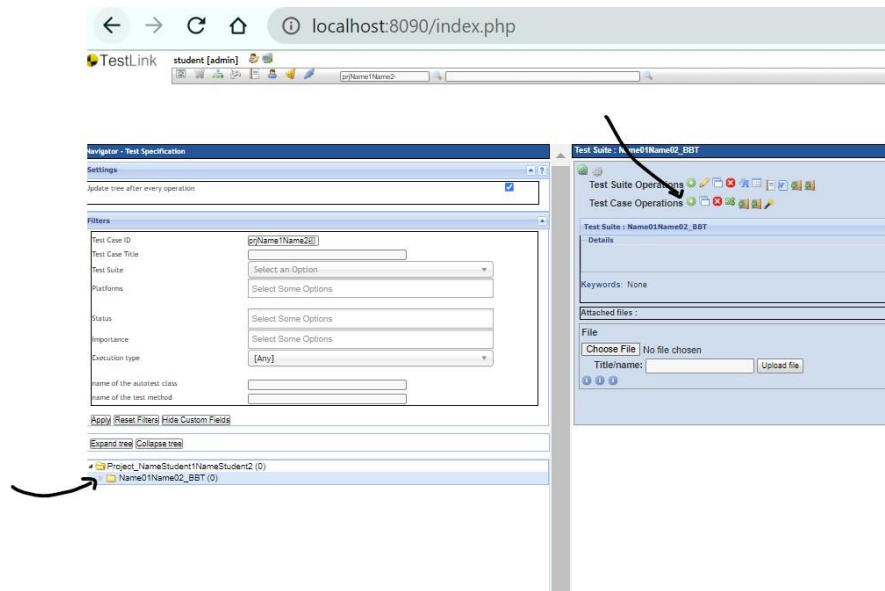 localhost:8090/index.php
TestLink student [admin]
prjName1Name2-
Navigator - Test Specification
Settings
?
Update tree after every operation
Filters
Test Case ID prjName1Name2-
Test Case Title
Test Suite Select an Option
Platforms Select Some Options
Status Select Some Options
Importance Select Some Options
Execution type [Any]
name of the autotest class
name of the test method
Apply Reset Filters Hide Custom Fields
Expand tree Collapse tree
Project_NameStudent1NameStudent2 (0)
Name01Name02_BBT (0)
Test Suite : Name01Name02_BBT
Test Suite Operations
Test Case Operations
Test Suite : Name01Name02_BBT
Details
Keywords: None
Attached files :
File
Choose File No file chosen
Title/name: Upload file